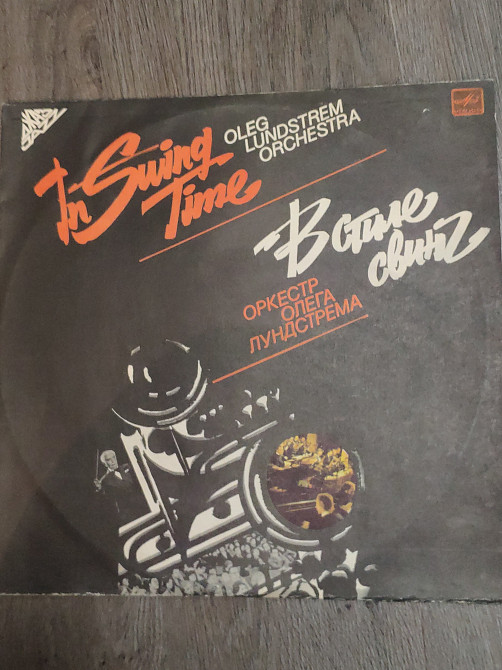 In Swing
Time
OLEG
LUNDSTREM
ORCHESTRA
В стиле
свинг
ОРКЕСТР
ОЛЕГА
ЛУНДСТРЕМА